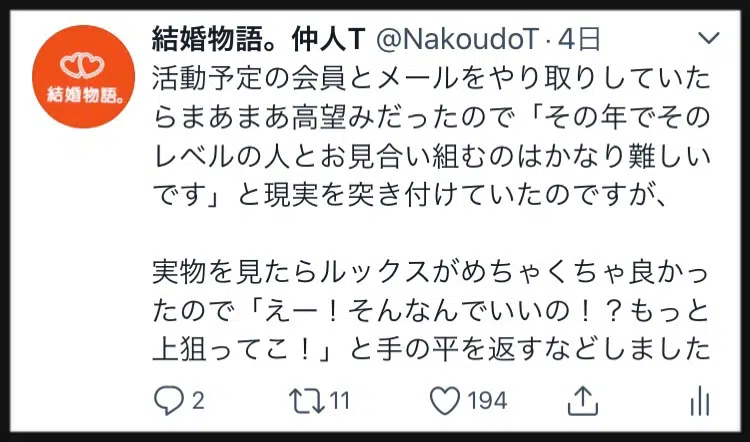 結婚物語。仲人T @NakoudoT · 4日
結婚物語。
活動予定の会員とメールをやり取りしていた
らまあまあ高望みだったので「その年でその
レベルの人とお見合い組むのはかなり難しい
です」と現実を突き付けていたのですが、
実物を見たらルックスがめちゃくちゃ良かっ
たので「えー！そんなんでいいの！？もっと
上狙ってこ！」と手の平を返すなどしました
2 11 194